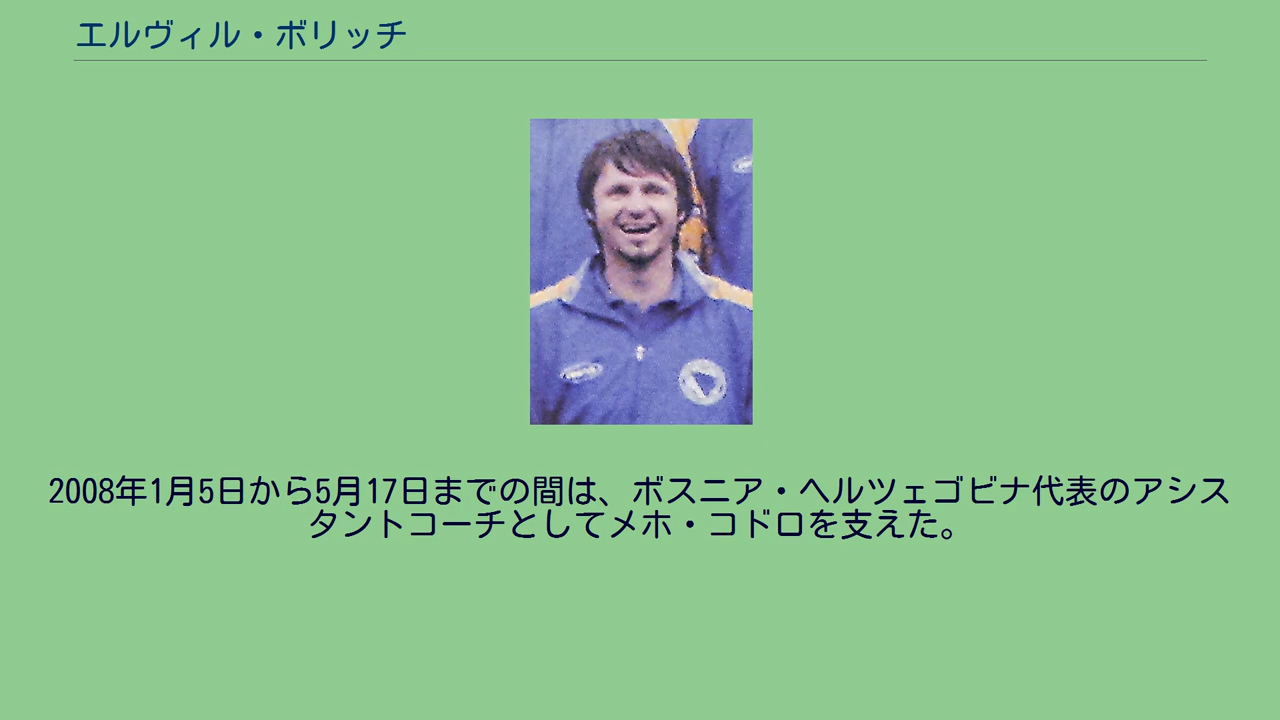 エルヴィル・ボリッチ
2008年1月5日から5月17日までの間は、ボスニア・ヘルツェゴビナ代表のアシス
タントコーチとしてメホ・コドロを支えた。